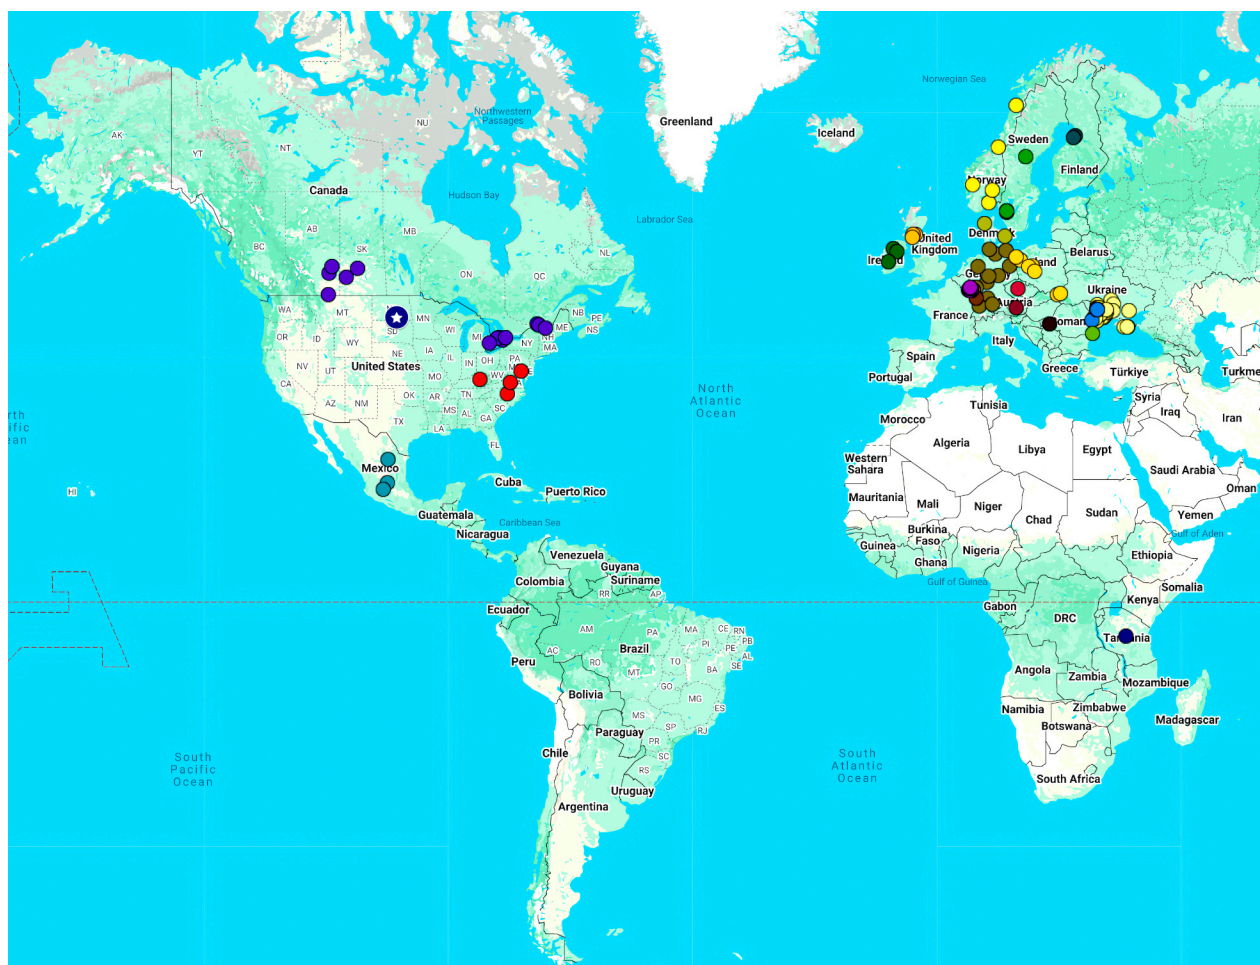 Norwegian Sea
Greenland
Northwestern
Passages
NU
Iceland
AK
YT
NT
Sweden
Finland
Norway
Canada
Hudson Bay
Labrador Sea
BC
AB
SK
MB
ON
QC
NL
United
Kingdom
Belarus
Ukraine
France
Italy
Spain
Portugal
Greece
Türkiye
WA
MT
MN
NB
PE
ME
NS
OR
ID
WY
WI
MI
NY
NH
MA
NV
UT
NE
IA
IL
IN
OH
PA
United States
CA
MO
WV
AZ
NM
OK
AR
TN
SC
MS
AL
GA
TX
LA
FL
North
Atlantic
Ocean
Tunisia
Syria
Iraq
Iran
Morocco
Algeria
Libya
Egypt
Western
Sahara
Saudi Arabia
Oman
Mexico
HI
Cuba
Puerto Rico
Mauritania
Mali
Niger
Chad
Sudan
Yemen
Guatemala
Caribbean Sea
Nicaragua
Burkina
Faso
Gulf of Aden
Guinea
Ghana
Nigeria
Ethiopia
Venezuela
Guyana
Suriname
Colombia
Gulf of Guinea
Somalia
Kenya
RR
AP
Ecuador
Gabon
DRC
AM
PA
MA
CE
RN
PB
PI
PE
AL
SE
Brazil
Peru
AC
RO
TO
BA
MT
Angola
Zambia
Mozambique
Bolivia
GO
MG
ES
Namibia
Zimbabwe
Botswana
Madagascar
MS
SP
RJ
Paraguay
PR
SC
RS
Chile
South
Pacific
Ocean
South
Atlantic
Ocean
South Africa
Uruguay
Argentina